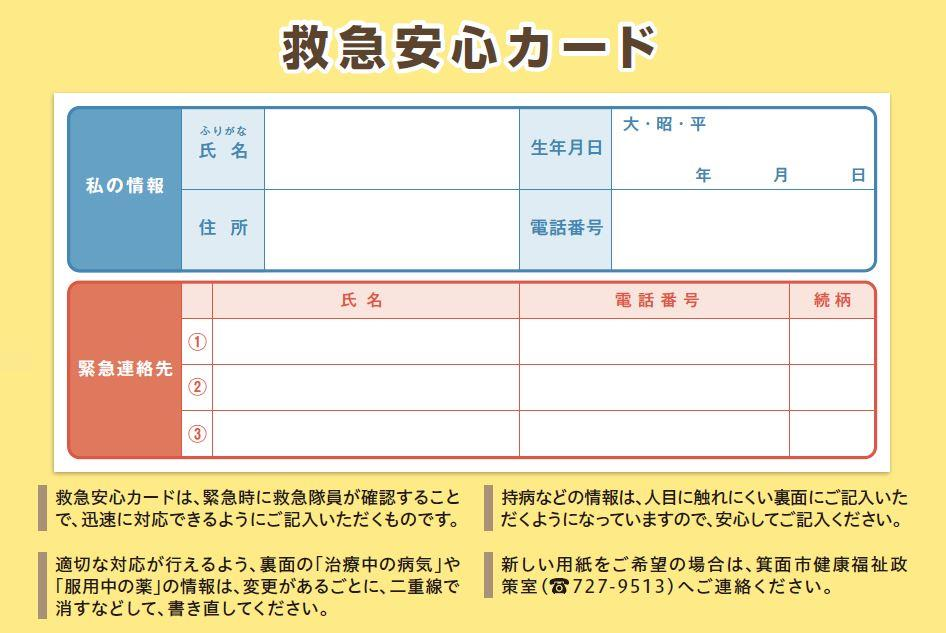 救急安心カード
私の情報
ふりがな
氏名
生年月日
大・昭・平
年 月 日
住所
電話番号
緊急連絡先
氏名 電話番号 続柄
①
②
③
救急安心カードは、緊急時に救急隊員が確認すること
で、迅速に対応できるようにご記入いただくものです。
適切な対応が行えるよう、裏面の「治療中の病気」や
「服用中の薬」の情報は、変更があるごとに、二重線で
消すなどして、書き直してください。
持病などの情報は、人目に触れにくい裏面にご記入いた
だくようになっていますので、安心してご記入ください。
新しい用紙をご希望の場合は、箕面市健康福祉政
策室(☎727-9513)へご連絡ください。